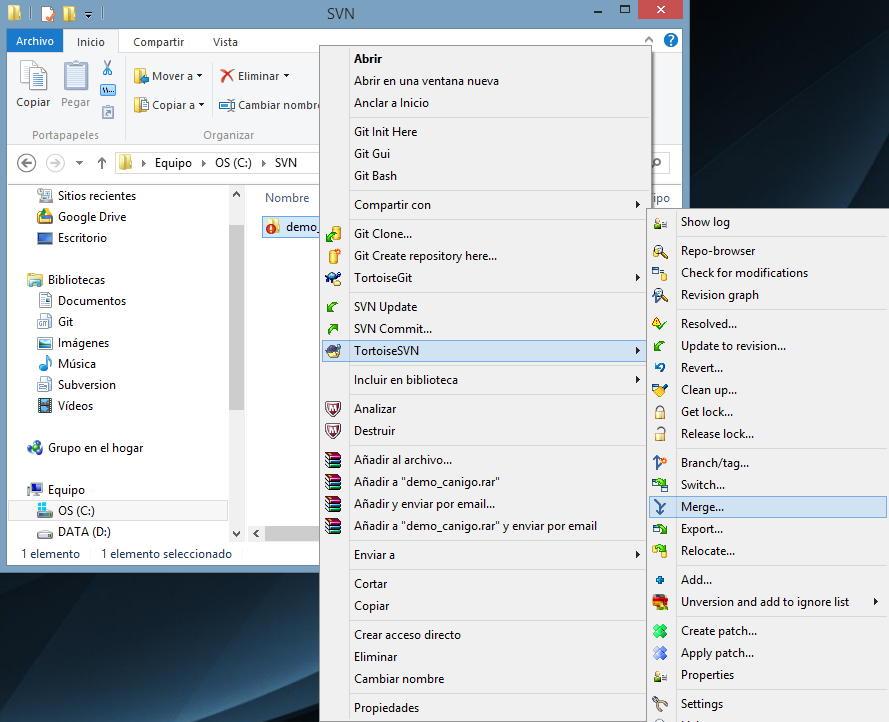 SVN
Archivo
Inicio
Compartir
Vista
Copiar
Pegar
Mover a
Copiar a
Eliminar
Cambiar nombre
Portapapeles
Organizar
Equipo
OS (C:)
SVN
Sitios recientes
Google Drive
Escritorio
Bibliotecas
Documentos
Git
Imágenes
Música
Subversion
Vídeos
Grupo en el hogar
Equipo
OS (C:)
DATA (D:)
Nombre
demo_
1 elemento
1 elemento seleccionado
Abrir
Abrir en una ventana nueva
Anclar a Inicio
Git Init Here
Git Gui
Git Bash
Compartir con
Git Clone...
Git Create repository here...
TortoiseGit
SVN Update
SVN Commit...
TortoiseSVN
Incluir en biblioteca
Analizar
Destruir
Añadir al archivo...
Añadir a "demo_canigo.rar"
Añadir y enviar por email...
Añadir a "demo_canigo.rar" y enviar por email
Enviar a
Cortar
Copiar
Crear acceso directo
Eliminar
Cambiar nombre
Propiedades
Show log
Repo-browser
Check for modifications
Revision graph
Resolved...
Update to revision...
Revert...
Clean up...
Get lock...
Release lock...
Branch/tag...
Switch...
Merge...
Export...
Relocate...
Add...
Unversion and add to ignore list
Create patch...
Apply patch...
Properties
Settings